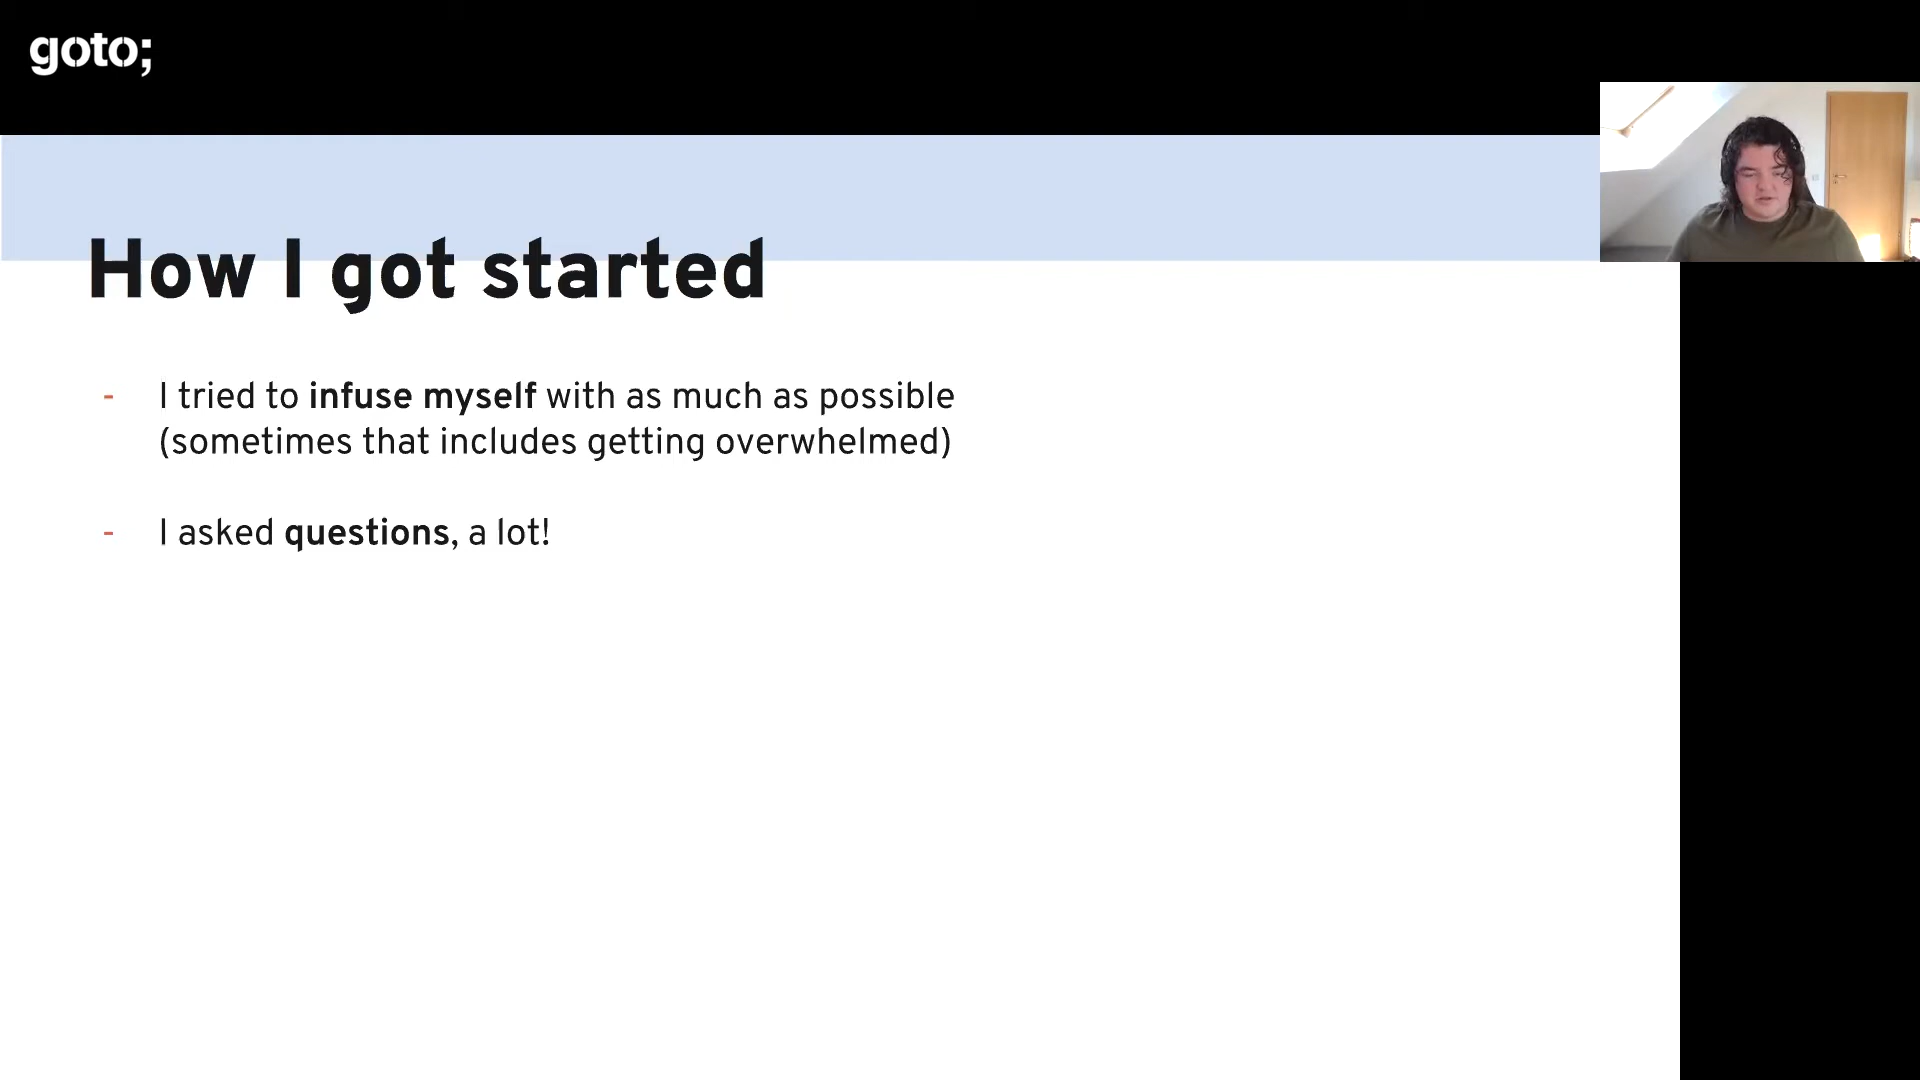 goto;
How I got started
- I tried to infuse myself with as much as possible
(sometimes that includes getting overwhelmed)
- I asked questions, a lot!